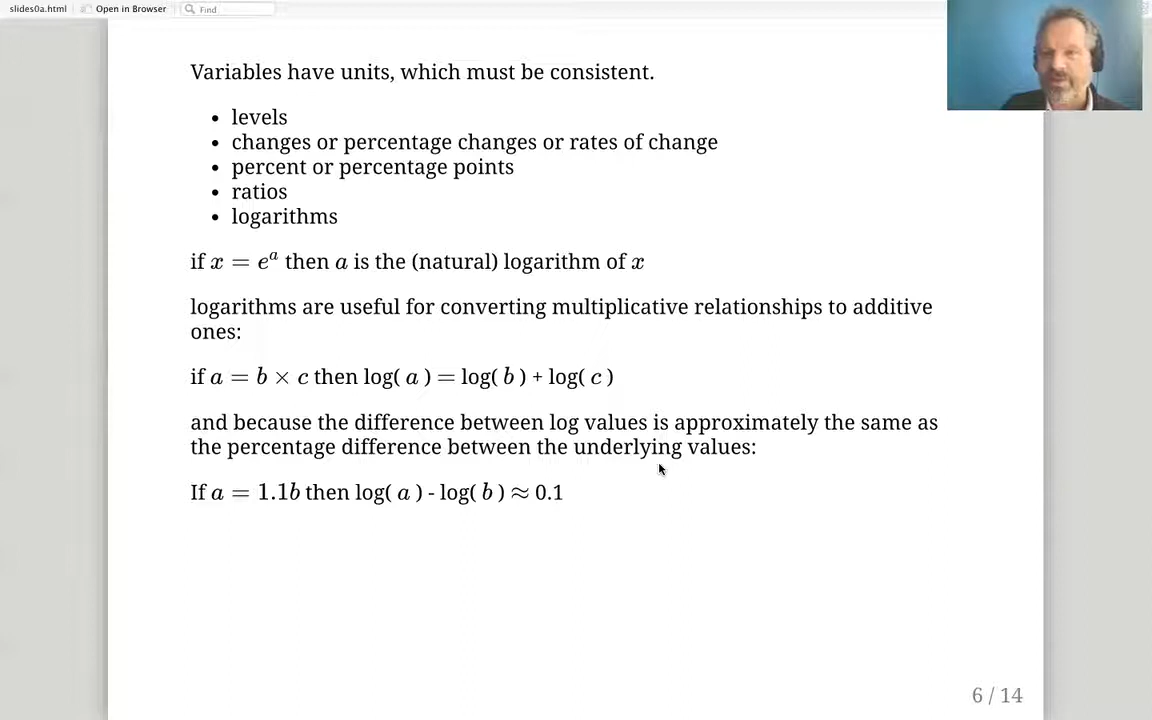 slides0a.html Open in Browser Find
Variables have units, which must be consistent.
• levels
• changes or percentage changes or rates of change
• percent or percentage points
• ratios
• logarithms
if x = eᵃ then a is the (natural) logarithm of x
logarithms are useful for converting multiplicative relationships to additive
ones:
if a = b × c then log( a ) = log( b ) + log( c )
and because the difference between log values is approximately the same as
the percentage difference between the underlying values:
If a = 1.1b then log( a ) - log( b ) ≈ 0.1
6 / 14